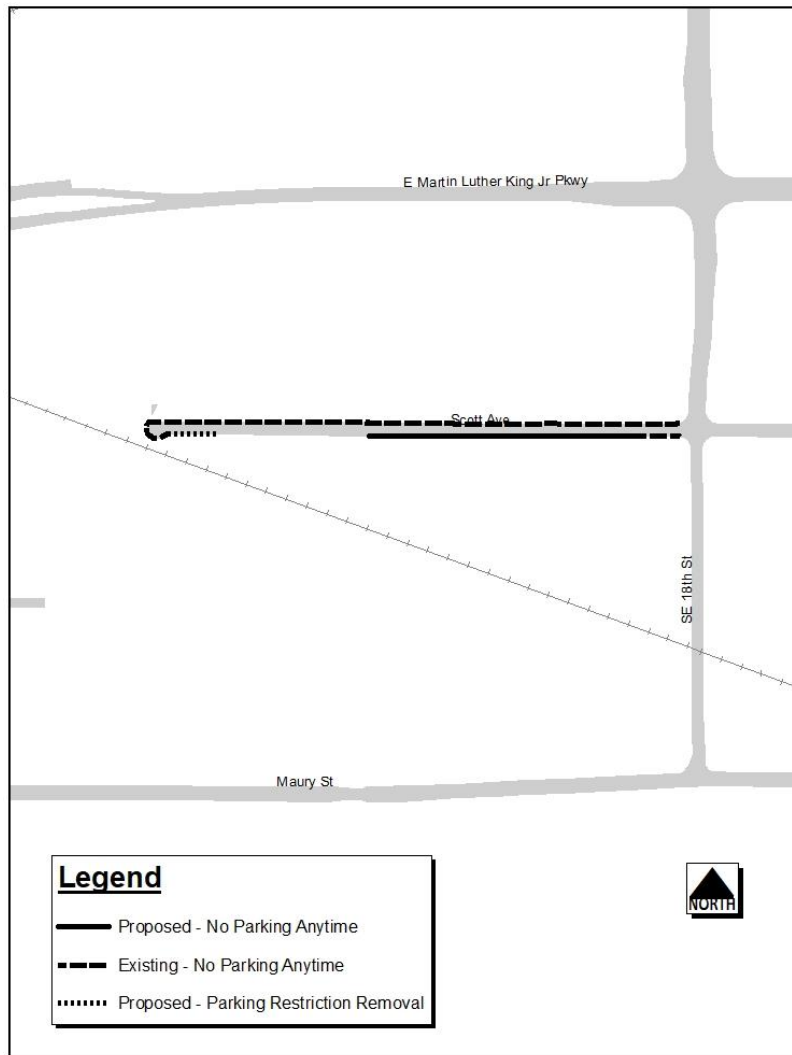 E Martin Luther King Jr Pkwy
Scott Ave
SE 18th St
Maury St
Legend
Proposed - No Parking Anytime
Existing - No Parking Anytime
Proposed - Parking Restriction Removal
NORTH